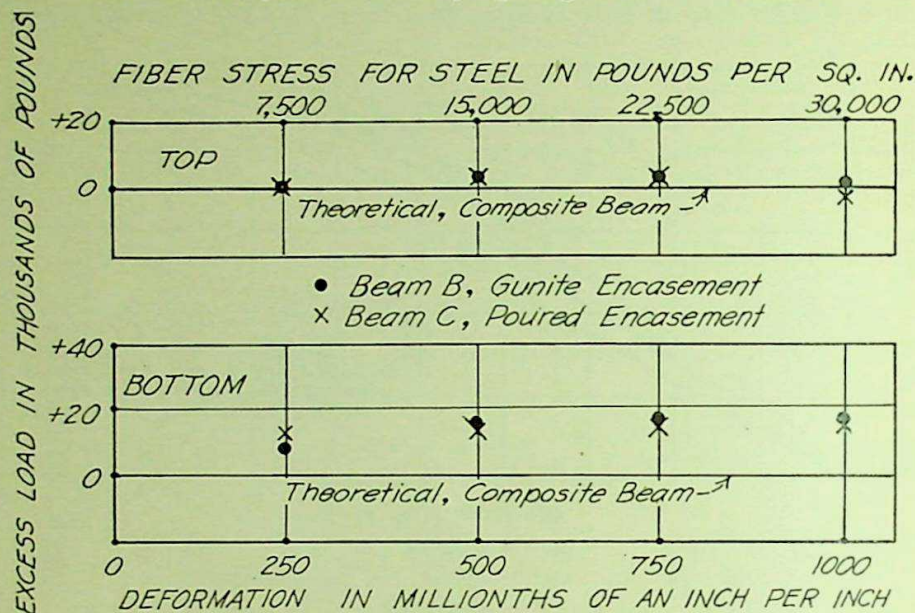 EXCESS LOAD IN THOUSANDS OF POUNDS
FIBER STRESS FOR STEEL IN POUNDS PER SQ. IN.
7,500 15,000 22,500 30,000
+20
TOP
0
Theoretical, Composite Beam
• Beam B, Gunite Encasement
× Beam C, Poured Encasement
+40
BOTTOM
+20
0
Theoretical, Composite Beam
0 250 500 750 1000
DEFORMATION IN MILLIONTHS OF AN INCH PER INCH